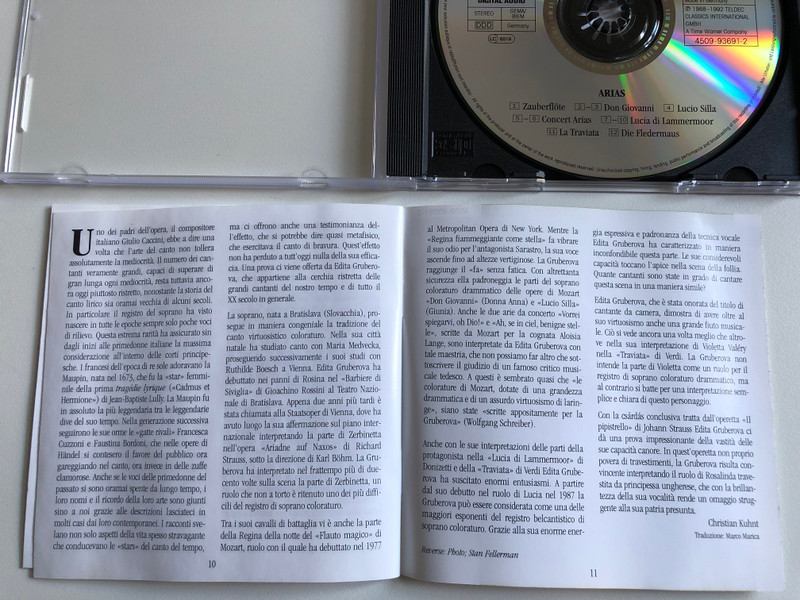 DIGITAL AUDIO
STEREO
GEMA/
BIEM
DDD
Germany
LC 6019
Made in Germany
℗ 1968–1992 TELDEC
CLASSICS INTERNATIONAL
GMBH
A Time Warner Company
4509-93691-2
ARIAS
1 Zauberflöte 2–3 Don Giovanni 4 Lucio Silla
5–6 Concert Arias 7–10 Lucia di Lammermoor
11 La Traviata 12 Die Fledermaus
Uno dei padri dell'opera, il compositore
italiano Giulio Caccini, ebbe a dire una
volta che l'arte del canto non tollera
assolutamente la mediocrità. Il numero dei can-
tanti veramente grandi, capaci di superare di
gran lunga ogni mediocrità, resta tuttavia anco-
ra oggi piuttosto ristretto, nonostante la storia del
canto lirico sia oramai vecchia di alcuni secoli.
In particolare il registro del soprano ha visto
nascere in tutte le epoche sempre solo poche voci
di rilievo. Questa estrema rarità ha assicurato sin
dagli inizi alle primedonne italiane la massima
considerazione all'interno delle corti principe-
sche. I francesi dell'epoca di re sole adoravano la
Maupin, nata nel 1673, che fu la «star» femmi-
nile della prima tragédie lyrique («Cadmus et
Hermione») di Jean-Baptiste Lully. La Maupin fu
in assoluto la più leggendaria tra le leggendarie
dive del suo tempo. Nella generazione successiva
seguirono le sue orme le «gatte rivali» Francesca
Cuzzoni e Faustina Bordoni, che nelle opere di
Händel si contesero il favore del pubblico ora
gareggiando nel canto, ora invece in delle zuffe
clamorose. Anche se le voci delle primedonne del
passato si sono oramai spente da lungo tempo, i
loro nomi e il ricordo della loro arte sono giunti
sino a noi grazie alle descrizioni lasciateci in
molti casi dai loro contemporanei. I racconti sve-
lano non solo aspetti della vita spesso stravagante
che conducevano le «stars» del canto del tempo,
ma ci offrono anche una testimonianza del-
l'effetto, che si potrebbe dire quasi metafisico,
che esercitava il canto di bravura. Quest'effetto
non ha perduto a tutt'oggi nulla della sua effica-
cia. Una prova ci viene offerta da Edita Grubero-
va, che appartiene alla cerchia ristretta delle
grandi cantanti del nostro tempo e di tutto il
XX secolo in generale.
La soprano, nata a Bratislava (Slovacchia), pro-
segue in maniera congeniale la tradizione del
canto virtuosistico coloraturo. Nella sua città
natale ha studiato canto con Maria Medvecka,
proseguendo successivamente i suoi studi con
Ruthilde Boesch a Vienna. Edita Gruberova ha
debuttato nei panni di Rosina nel «Barbiere di
Siviglia» di Gioachino Rossini al Teatro Nazio-
nale di Bratislava. Appena due anni più tardi è
stata chiamata alla Staatsoper di Vienna, dove ha
avuto luogo la sua affermazione sul piano inter-
nazionale interpretando la parte di Zerbinetta
nell'opera «Ariadne auf Naxos» di Richard
Strauss, sotto la direzione di Karl Böhm. La Gru-
berova ha interpretato nel frattempo più di due-
cento volte sulla scena la parte di Zerbinetta, un
ruolo che non a torto è ritenuto uno dei più diffi-
cili del registro di soprano coloraturo.
Tra i suoi cavalli di battaglia vi è anche la parte
della Regina della notte del «Flauto magico» di
Mozart, ruolo con il quale ha debuttato nel 1977
10
al Metropolitan Opera di New York. Mentre la
«Regina fiammeggiante come stella» fa vibrare
il suo odio per l'antagonista Sarastro, la sua voce
ascende fino ad altezze vertiginose. La Gruberova
raggiunge il «fa» senza fatica. Con altrettanta
sicurezza ella padroneggia le parti del soprano
coloraturo drammatico delle opere di Mozart
«Don Giovanni» (Donna Anna) e «Lucio Silla»
(Giunia). Anche le due arie da concerto «Vorrei
spiegarvi, oh Dio!» e «Ah, se in ciel, benigne stel-
le», scritte da Mozart per la cognata Aloisia
Lange, sono interpretate da Edita Gruberova con
tale maestria, che non possiamo far altro che sot-
toscrivere il giudizio di un famoso critico musi-
cale tedesco. A questi è sembrato quasi che «le
colorature di Mozart, dotate di una grandezza
drammatica e di un assurdo virtuosismo di larin-
ge», siano state «scritte appositamente per la
Gruberova» (Wolfgang Schreiber).
Anche con le sue interpretazioni delle parti della
protagonista nella «Lucia di Lammermoor» di
Donizetti e della «Traviata» di Verdi Edita Grube-
rova ha suscitato enormi entusiasmi. A partire
dal suo debutto nel ruolo di Lucia nel 1987 la
Gruberova può essere considerata come una delle
maggiori esponenti del registro belcantistico di
soprano coloraturo. Grazie alla sua enorme ener-
gia espressiva e padronanza della tecnica vocale
Edita Gruberova ha caratterizzato in maniera
inconfondibile questa parte. Le sue considerevoli
capacità toccano l'apice nella scena della follia.
Quante cantanti sono state in grado di cantare
questa scena in una maniera simile?
Edita Gruberova, che è stata onorata del titolo di
cantante da camera, dimostra di avere oltre al
suo virtuosismo anche una grande fiuto musica-
le. Ciò si vede ancora una volta meglio che altro-
ve nella sua interpretazione di Violetta Valéry
nella «Traviata» di Verdi. La Gruberova non
intende la parte di Violetta come un ruolo per il
registro di soprano coloraturo drammatico, ma
al contrario si batte per una interpretazione sem-
plice e chiara di questo personaggio.
Con la csárdás conclusiva tratta dall'operetta «Il
pipistrello» di Johann Strauss Edita Gruberova ci
dà una prova impressionante della vastità delle
sue capacità canore. In quest'operetta non proprio
povera di travestimenti, la Gruberova risulta con-
vincente interpretando il ruolo di Rosalinda trave-
stita da principessa ungherese, che con la brillan-
tezza della sua vocalità rende un omaggio strug-
gente alla sua patria presunta.
Christian Kuhnt
Traduzione: Marco Marica
Reverse: Photo; Stan Fellerman
11